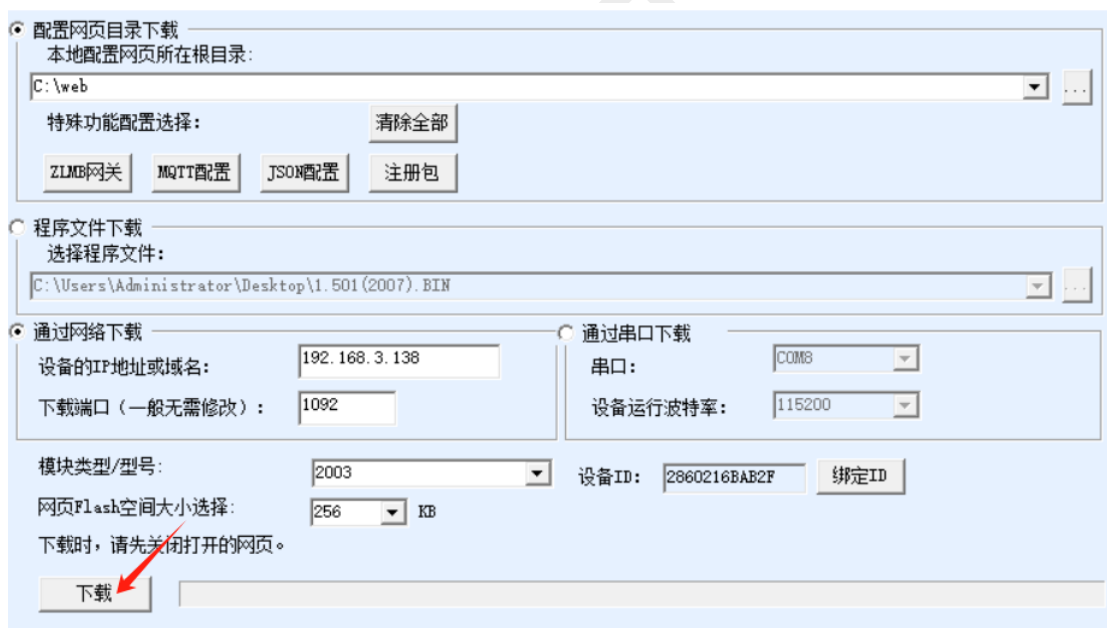 配置网页目录下载
本地配置网页所在根目录:
C:\web
...
特殊功能配置选择：
清除全部
ZLMB网关 MQTT配置 JSON配置 注册包
程序文件下载
选择程序文件：
C:\Users\Administrator\Desktop\1.501(2007).BIN
...
通过网络下载
设备的IP地址或域名：
192.168.3.138
下载端口（一般无需修改）：
1092
通过串口下载
串口：
COM8
设备运行波特率：
115200
模块类型/型号:
2003
设备ID：
2860216BAB2F
绑定ID
网页Flash空间大小选择:
256
KB
下载时，请先关闭打开的网页。
下载